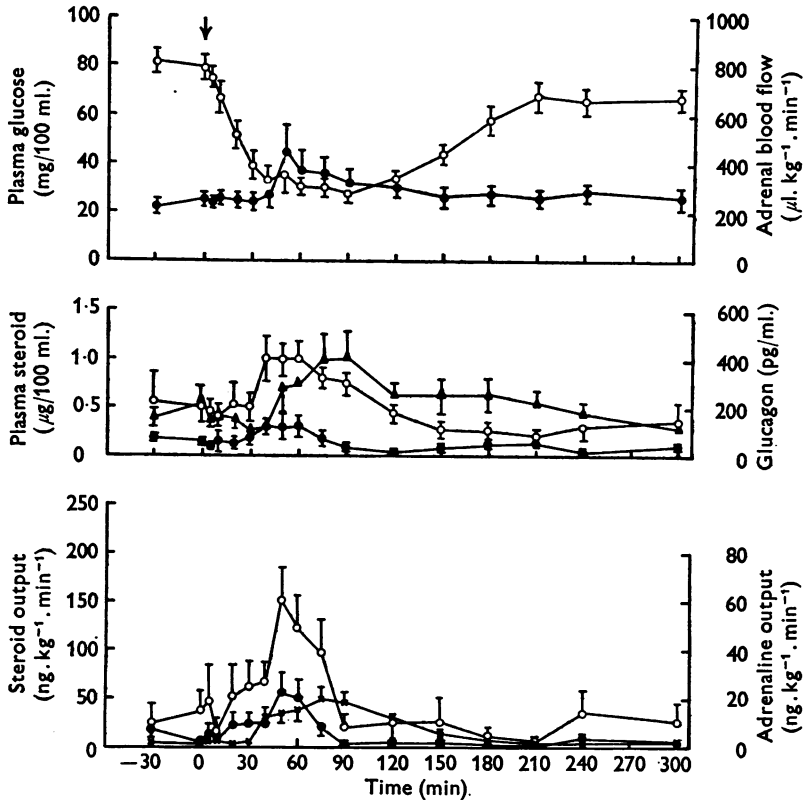 100
80
60
40
20
0
Plasma glucose
(mg/100 ml.)
1000
800
600
400
200
0
Adrenal blood flow
(μl. kg⁻¹. min⁻¹)
1·5
1·0
0·5
0
Plasma steroid
(μg/100 ml.)
600
400
200
0
Glucagon (pg/ml.)
250
200
150
100
50
0
Steroid output
(ng. kg⁻¹. min⁻¹)
80
60
40
20
0
Adrenaline output
(ng. kg⁻¹. min⁻¹)
−30 0 30 60 90 120 150 180 210 240 270 300
Time (min).